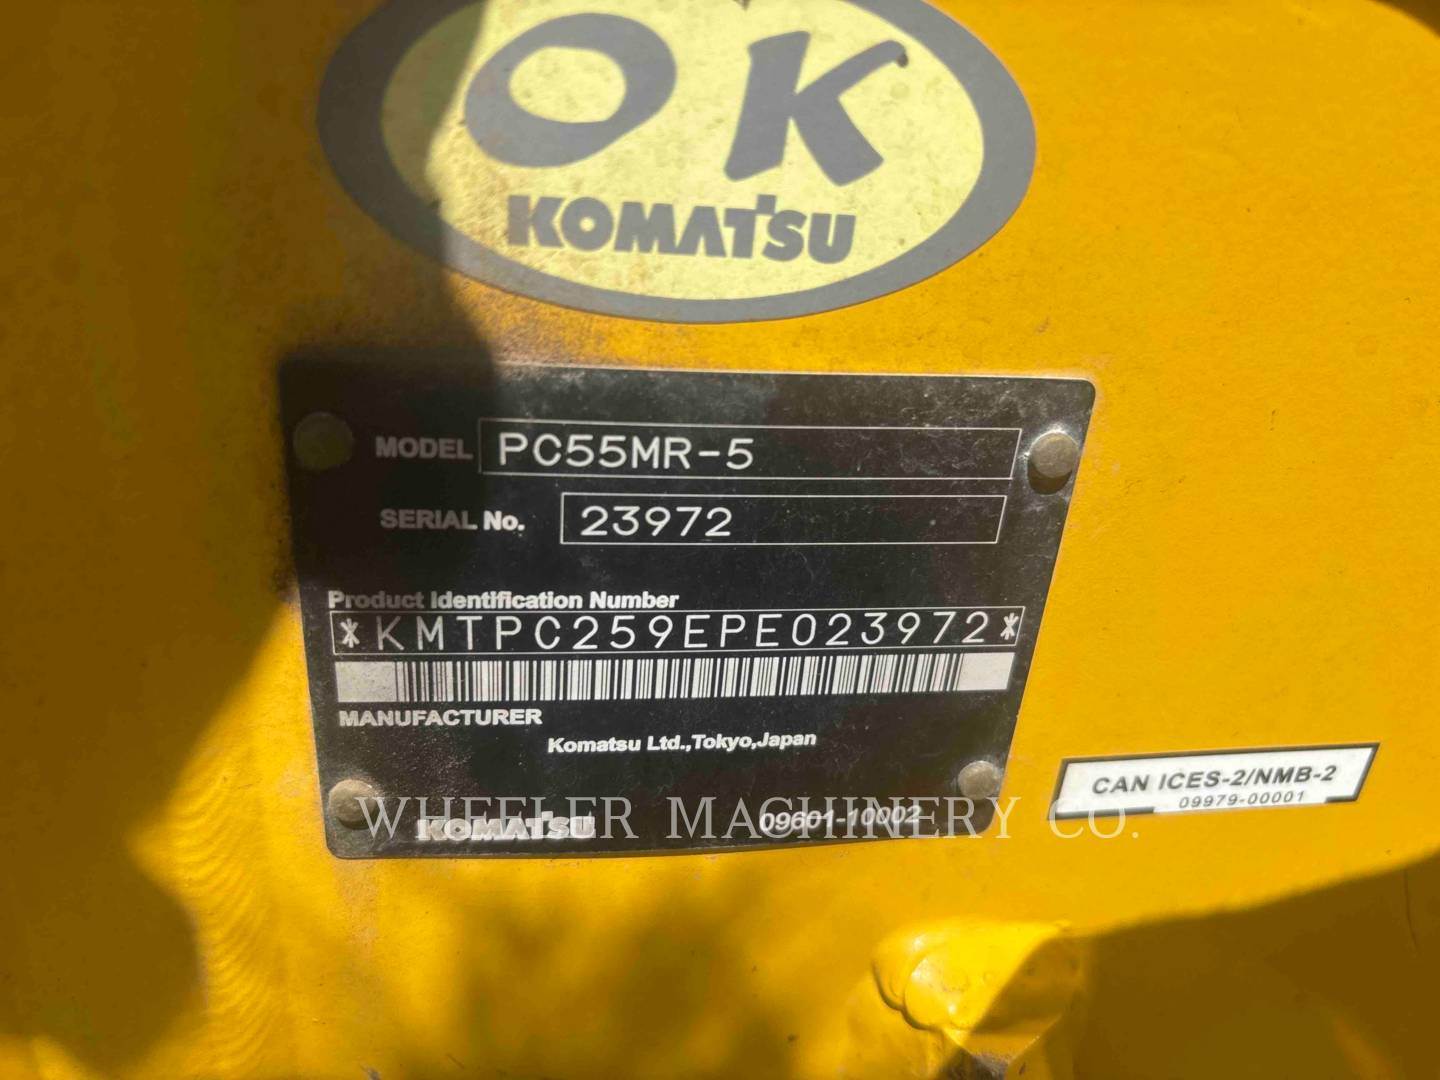 OK
KOMATSU
MODEL PC55MR-5
SERIAL No. 23972
Product Identification Number
*KMTPC259EPE023972*
MANUFACTURER
Komatsu Ltd.,Tokyo,Japan
KOMATSU 09601-10002
CAN ICES-2/NMB-2
09979-00001
WHEELER MACHINERY CO.